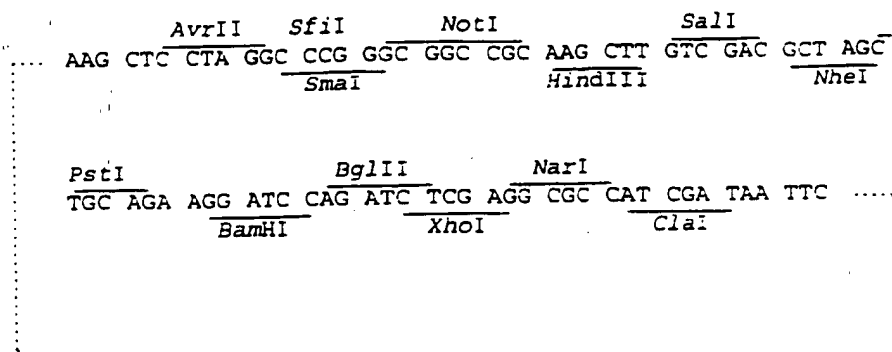 AvrII SfiI NotI SalI
AAG CTC CTA GGC CCG GGC GGC CGC AAG CTT GTC GAC GCT AGC
SmaI HindIII NheI
PstI BglII NarI
TGC AGA AGG ATC CAG ATC TCG AGG CGC CAT CGA TAA TTC
BamHI XhoI ClaI